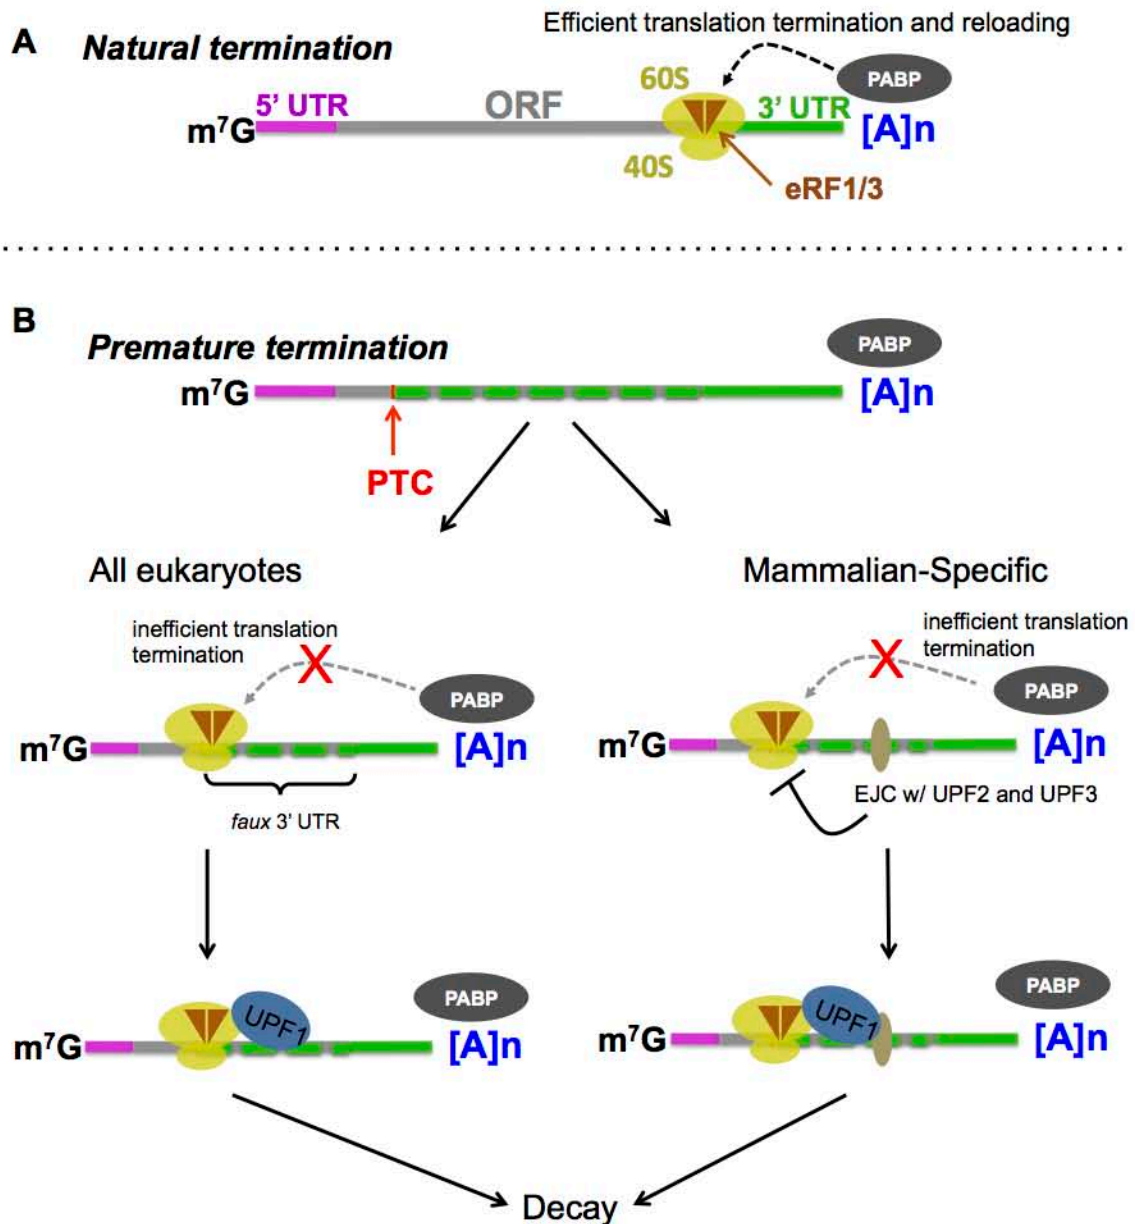 A
Natural termination
Efficient translation termination and reloading
PABP
60S
5’ UTR
ORF
3’ UTR
m⁷G
[A]n
40S
eRF1/3
B
Premature termination
PABP
m⁷G
[A]n
PTC
All eukaryotes
Mammalian-Specific
inefficient translation
termination
X
PABP
m⁷G
[A]n
faux 3’ UTR
inefficient translation
termination
X
PABP
m⁷G
[A]n
EJC w/ UPF2 and UPF3
PABP
UPF1
m⁷G
[A]n
PABP
UPF1
m⁷G
[A]n
Decay